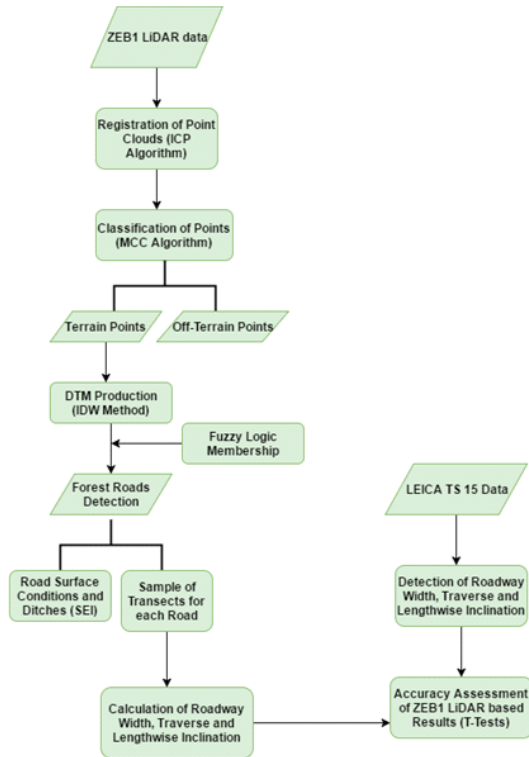 ZEB1 LiDAR data
Registration of Point
Clouds (ICP
Algorithm)
Classification of Points
(MCC Algorithm)
Terrain Points
Off-Terrain Points
DTM Production
(IDW Method)
Fuzzy Logic
Membership
Forest Roads
Detection
LEICA TS 15 Data
Road Surface
Conditions and
Ditches (SEI)
Sample of
Transects for
each Road
Detection of Roadway
Width, Traverse and
Lengthwise Inclination
Calculation of Roadway
Width, Traverse and
Lengthwise Inclination
Accuracy Assessment
of ZEB1 LiDAR based
Results (T-Tests)